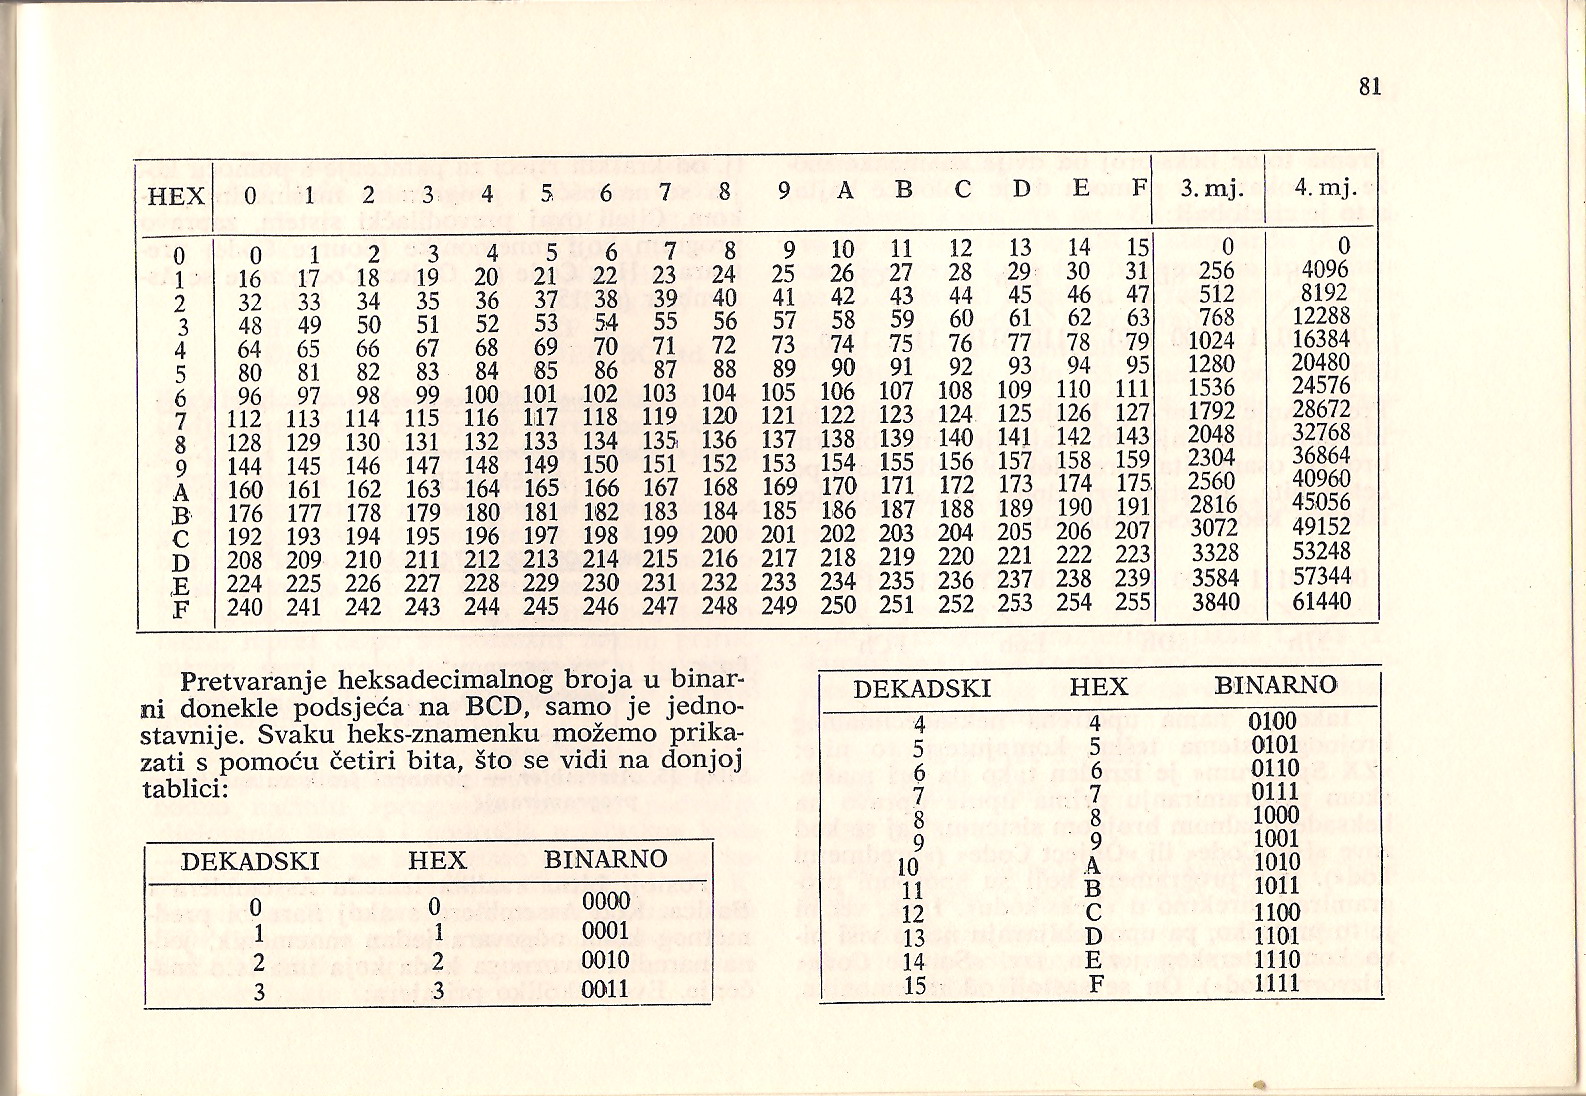 81
HEX 0 1 2 3 4 5 6 7 8 9 A B C D E F 3. mj. 4. mj.
0 0 1 2 3 4 5 6 7 8 9 10 11 12 13 14 15 0 0
1 16 17 18 19 20 21 22 23 24 25 26 27 28 29 30 31 256 4096
2 32 33 34 35 36 37 38 39 40 41 42 43 44 45 46 47 512 8192
3 48 49 50 51 52 53 54 55 56 57 58 59 60 61 62 63 768 12288
4 64 65 66 67 68 69 70 71 72 73 74 75 76 77 78 79 1024 16384
5 80 81 82 83 84 85 86 87 88 89 90 91 92 93 94 95 1280 20480
6 96 97 98 99 100 101 102 103 104 105 106 107 108 109 110 111 1536 24576
7 112 113 114 115 116 117 118 119 120 121 122 123 124 125 126 127 1792 28672
8 128 129 130 131 132 133 134 135 136 137 138 139 140 141 142 143 2048 32768
9 144 145 146 147 148 149 150 151 152 153 154 155 156 157 158 159 2304 36864
A 160 161 162 163 164 165 166 167 168 169 170 171 172 173 174 175 2560 40960
B 176 177 178 179 180 181 182 183 184 185 186 187 188 189 190 191 2816 45056
C 192 193 194 195 196 197 198 199 200 201 202 203 204 205 206 207 3072 49152
D 208 209 210 211 212 213 214 215 216 217 218 219 220 221 222 223 3328 53248
E 224 225 226 227 228 229 230 231 232 233 234 235 236 237 238 239 3584 57344
F 240 241 242 243 244 245 246 247 248 249 250 251 252 253 254 255 3840 61440
Pretvaranje heksadecimalnog broja u binar-
ni donekle podsjeća na BCD, samo je jedno-
stavnije. Svaku heks-znamenku možemo prika-
zati s pomoću četiri bita, što se vidi na donjoj
tablici:
DEKADSKI HEX BINARNO
0 0 0000
1 1 0001
2 2 0010
3 3 0011
DEKADSKI HEX BINARNO
4 4 0100
5 5 0101
6 6 0110
7 7 0111
8 8 1000
9 9 1001
10 A 1010
11 B 1011
12 C 1100
13 D 1101
14 E 1110
15 F 1111